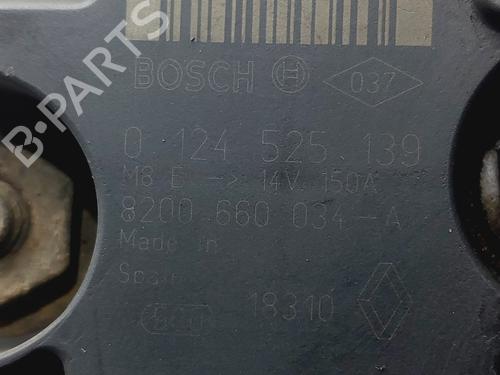 B-PARTS
BOSCH 037
0 124 525 139
M8 E -> 14V 150A
8200 660 034-A
Made in
Spain
18310